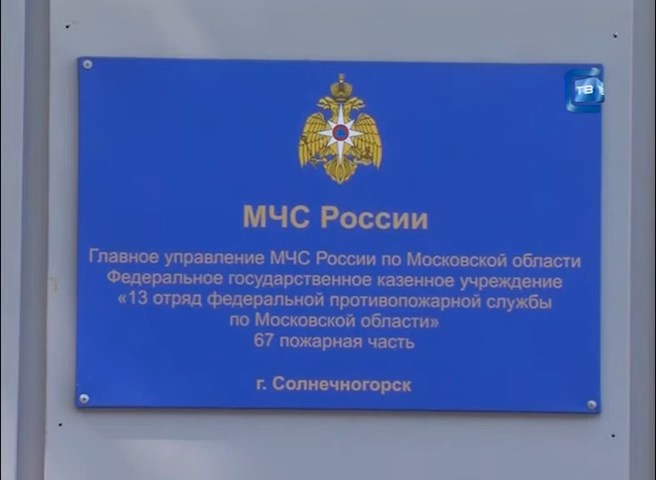 ТВ
МЧС России
Главное управление МЧС России по Московской области
Федеральное государственное казенное учреждение
«13 отряд федеральной противопожарной службы
по Московской области»
67 пожарная часть
г. Солнечногорск